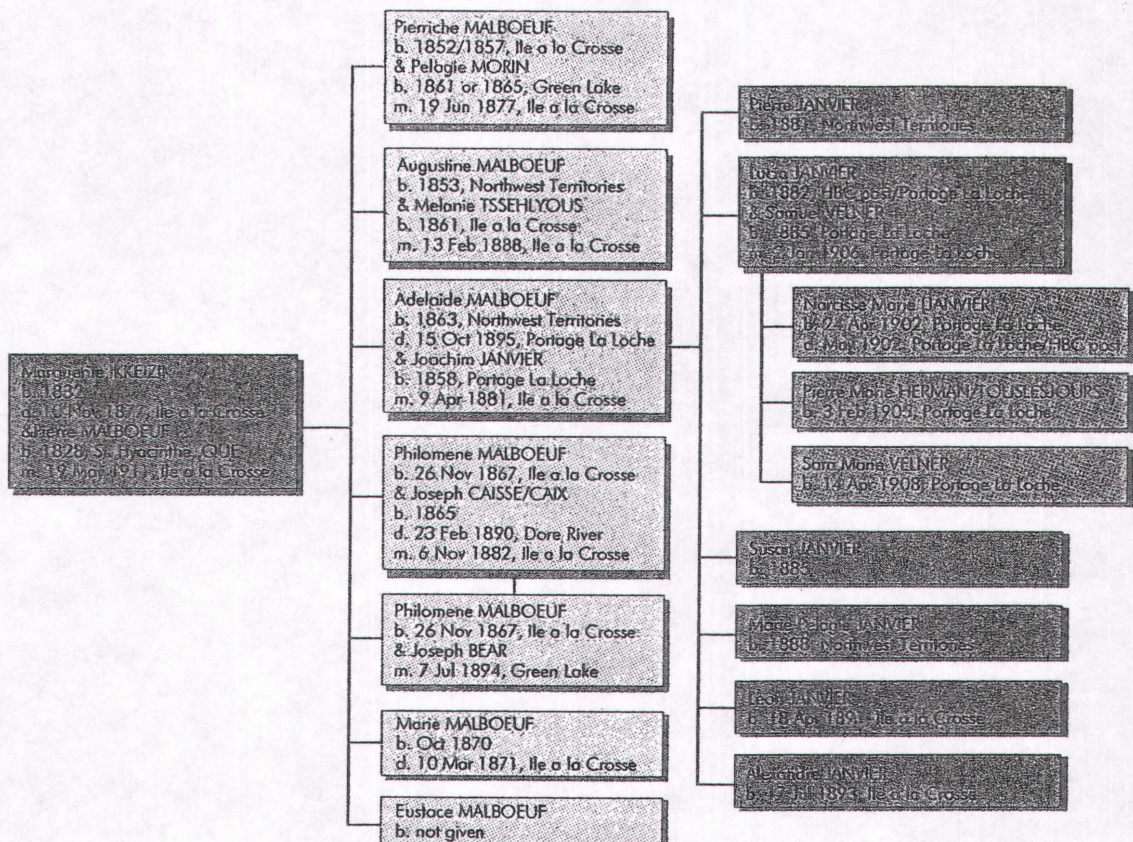 Marguerite IKKEIZIK
b. 1832
d. 10 Nov 1877, Ile a la Crosse
& Pierre MALBOEUF
b. 1828, St. Hyacinthe, QUE
m. 19 May 1911, Ile a la Crosse
Pierriche MALBOEUF
b. 1852/1857, Ile a la Crosse
& Pelagie MORIN
b. 1861 or 1865, Green Lake
m. 19 Jun 1877, Ile a la Crosse
Augustine MALBOEUF
b. 1853, Northwest Territories
& Melanie TSSEHLYOUS
b. 1861, Ile a la Crosse
m. 13 Feb 1888, Ile a la Crosse
Adelaide MALBOEUF
b. 1863, Northwest Territories
d. 15 Oct 1895, Portage La Loche
& Joachim JANVIER
b. 1858, Portage La Loche
m. 9 Apr 1881, Ile a la Crosse
Philomene MALBOEUF
b. 26 Nov 1867, Ile a la Crosse
& Joseph CAISSE/CAIX
b. 1865
d. 23 Feb 1890, Dore River
m. 6 Nov 1882, Ile a la Crosse
Philomene MALBOEUF
b. 26 Nov 1867, Ile a la Crosse
& Joseph BEAR
m. 7 Jul 1894, Green Lake
Marie MALBOEUF
b. Oct 1870
d. 10 Mar 1871, Ile a la Crosse
Eustace MALBOEUF
b. not given
Pierre JANVIER
b. Northwest Territories
JANVIER
b. 1882, HBC post/Portage La Loche
& Samuel VELNER
b. 1885, Portage La Loche
m. 2 Jan 1906, Portage La Loche
Narcisse Marie JANVIER
b. 24 Apr 1902, Portage La Loche
d. May 1902, Portage La Loche/HBC post
Pierre Marie HERMAN/TOUSLESJOURS
b. 3 Feb 1905, Portage La Loche
Sara Marie VELNER
b. 14 Apr 1908, Portage La Loche
Susan JANVIER
b. 1885
Marie Pelagie JANVIER
b. 1888, Northwest Territories
Leon JANVIER
b. 18 Apr Ile a la Crosse
Alexandre JANVIER
b. 17 Jul 1893, Ile a la Crosse